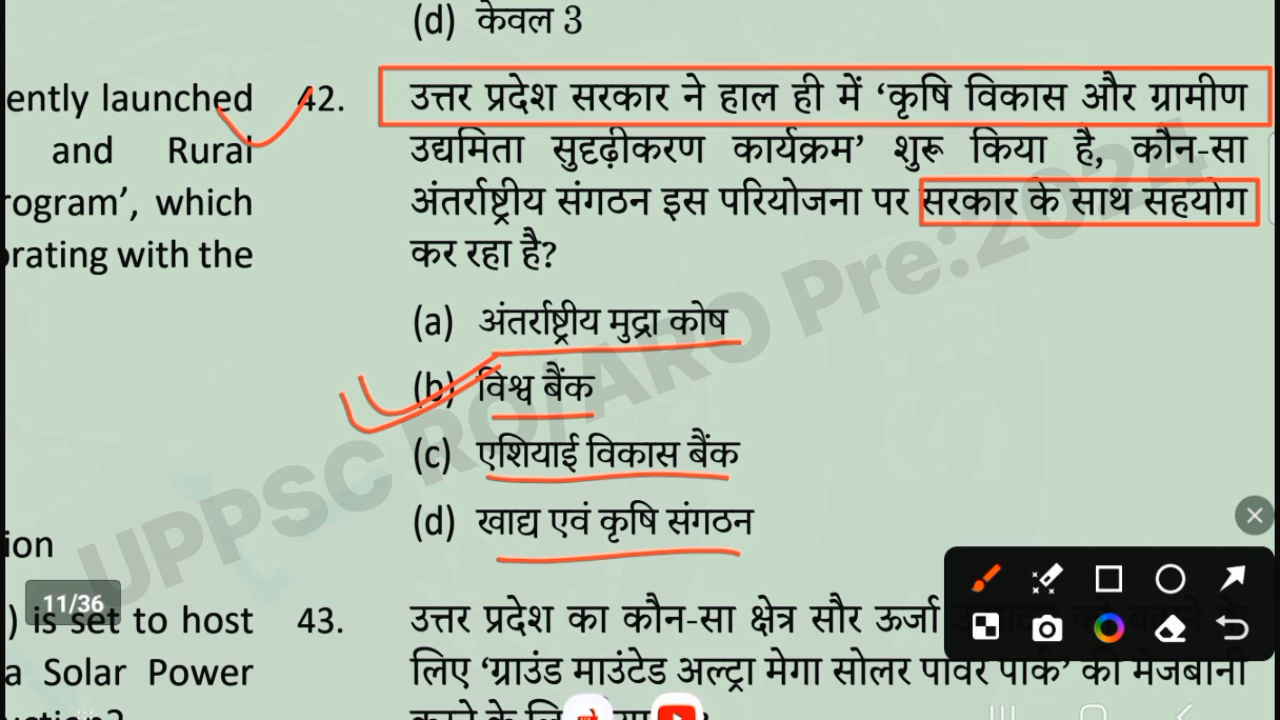 (d) केवल 3
ently launched
and Rural
rogram’, which
orating with the
ion
) is set to host
a Solar Power
42. उत्तर प्रदेश सरकार ने हाल ही में ‘कृषि विकास और ग्रामीण
उद्यमिता सुदृढ़ीकरण कार्यक्रम’ शुरू किया है, कौन-सा
अंतर्राष्ट्रीय संगठन इस परियोजना पर सरकार के साथ सहयोग
कर रहा है?
(a) अंतर्राष्ट्रीय मुद्रा कोष
(b) विश्व बैंक
(c) एशियाई विकास बैंक
(d) खाद्य एवं कृषि संगठन
43. उत्तर प्रदेश का कौन-सा क्षेत्र सौर ऊर्जा
लिए ‘ग्राउंड माउंटेड अल्ट्रा मेगा सोलर पावर पार्क’ की मेजबानी
UPPSC RO/ARO Pre:2024
11/36